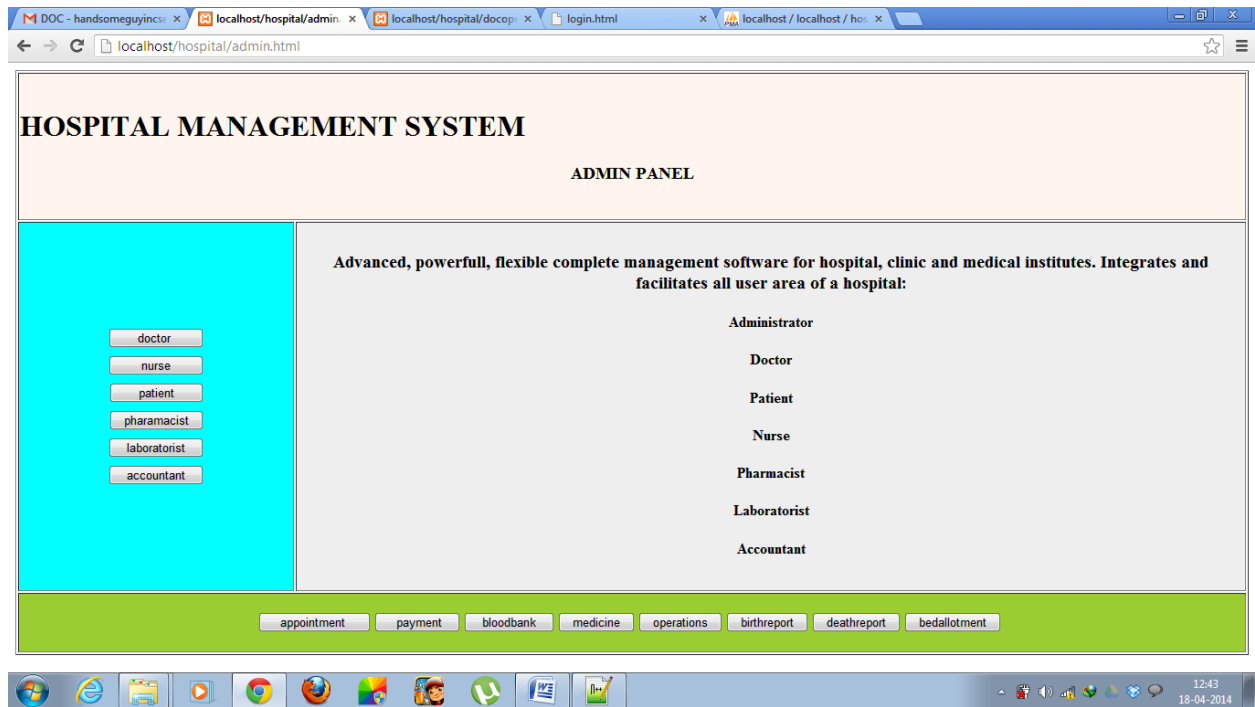 DOC - handsomeguyincse
localhost/hospital/admin.
localhost/hospital/docope
login.html
localhost / localhost / hos
localhost/hospital/admin.html
HOSPITAL MANAGEMENT SYSTEM
ADMIN PANEL
Advanced, powerfull, flexible complete management software for hospital, clinic and medical institutes. Integrates and
facilitates all user area of a hospital:
Administrator
Doctor
Patient
Nurse
Pharmacist
Laboratorist
Accountant
doctor
nurse
patient
pharamacist
laboratorist
accountant
appointment payment bloodbank medicine operations birthreport deathreport bedallotment
12:43
18-04-2014